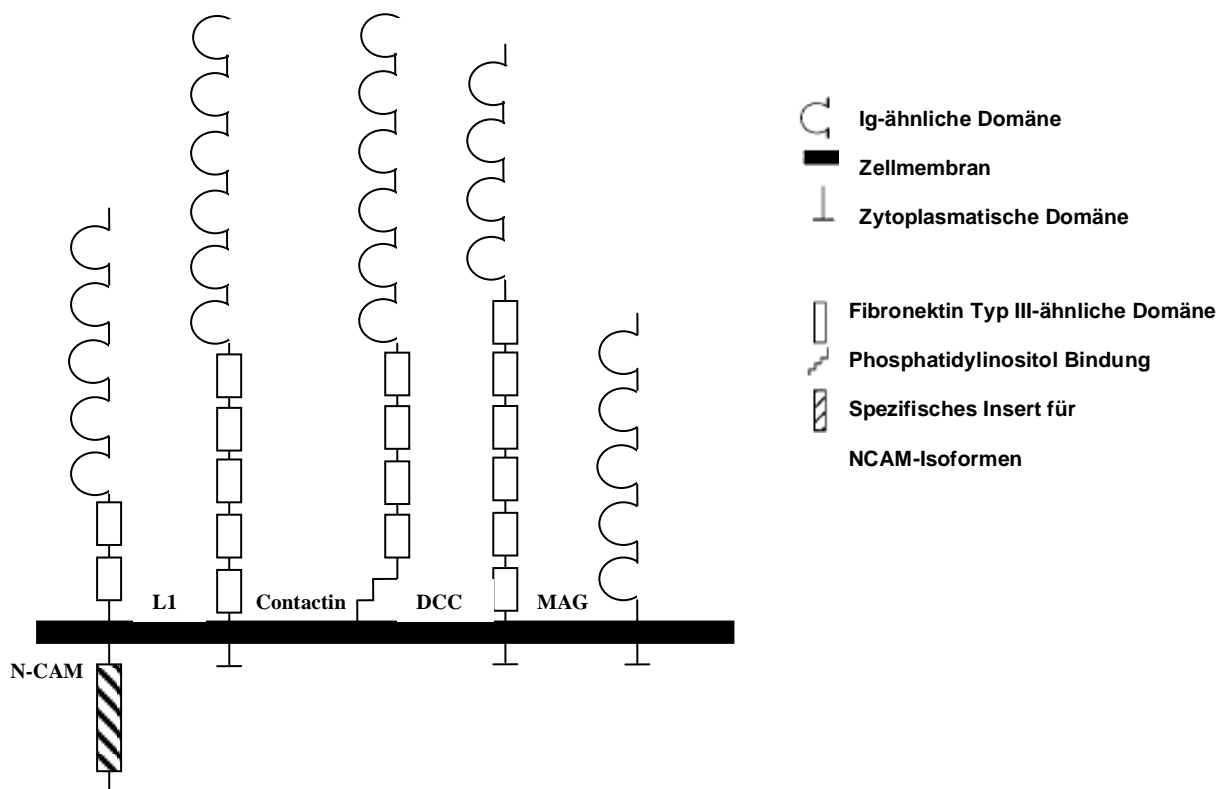 Ig-ähnliche Domäne
Zellmembran
Zytoplasmatische Domäne
Fibronektin Typ III-ähnliche Domäne
Phosphatidylinositol Bindung
Spezifisches Insert für
NCAM-Isoformen
L1
Contactin
DCC
MAG
N-CAM